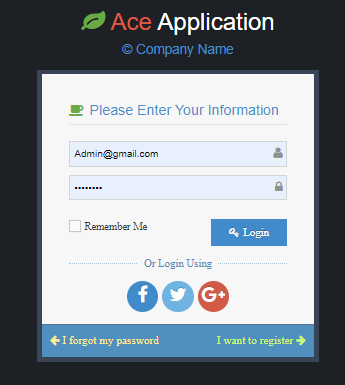 Ace Application
© Company Name
Please Enter Your Information
Admin@gmail.com
••••••••
Remember Me
Login
Or Login Using
f
G+
I forgot my password
I want to register